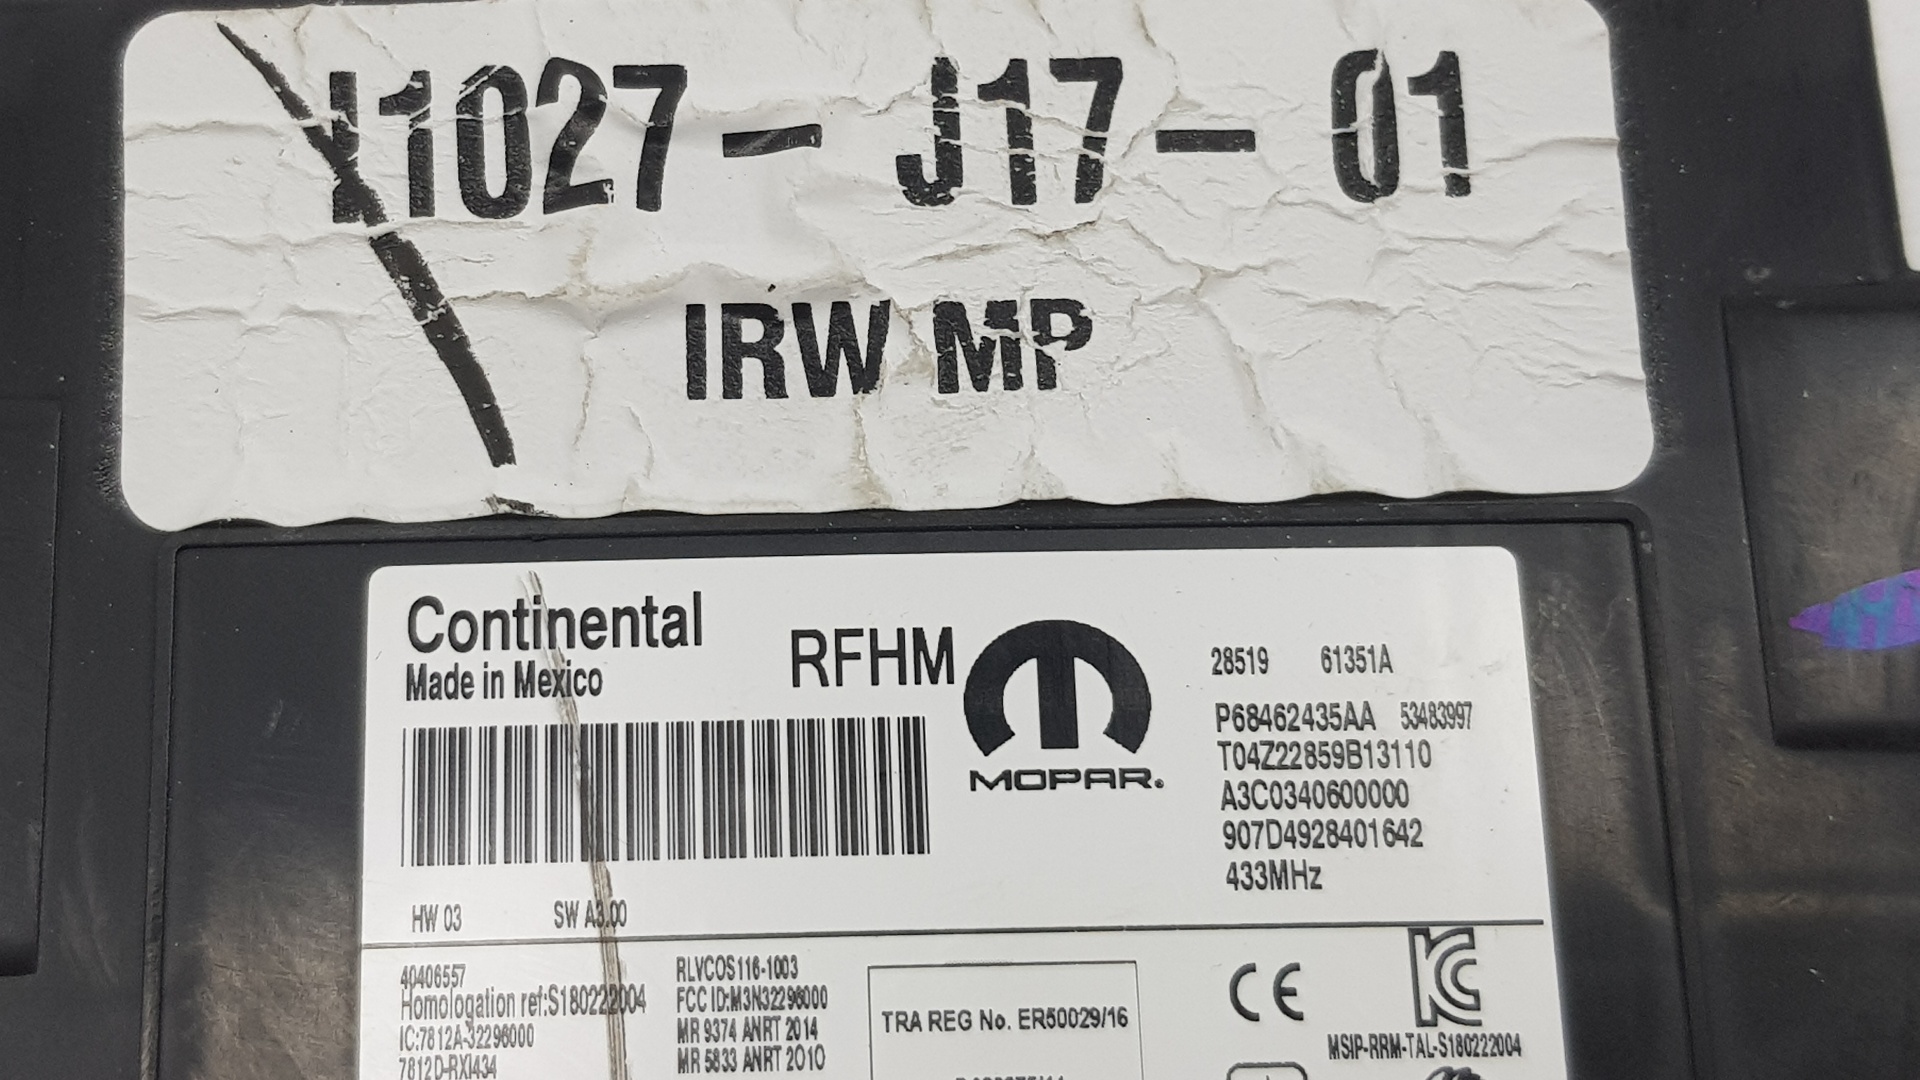 11027- J17- 01
IRW MP
Continental
Made in Mexico
RFHM
MOPAR.
28519 61351A
P68462435AA 53483997
T04Z22859B13110
A3C0340600000
907D4928401642
433MHz
HW 03 SW A3.00
40406557
Homologation ref:S180222004
IC:7812A-32296000
7812D-RXI434
RLVCOS116-1003
FCC ID:M3N32296000
MR 9374 ANRT 2014
MR 5833 ANRT 2010
TRA REG No. ER50029/16
CE
KC
MSIP-RRM-TAL-S180222004